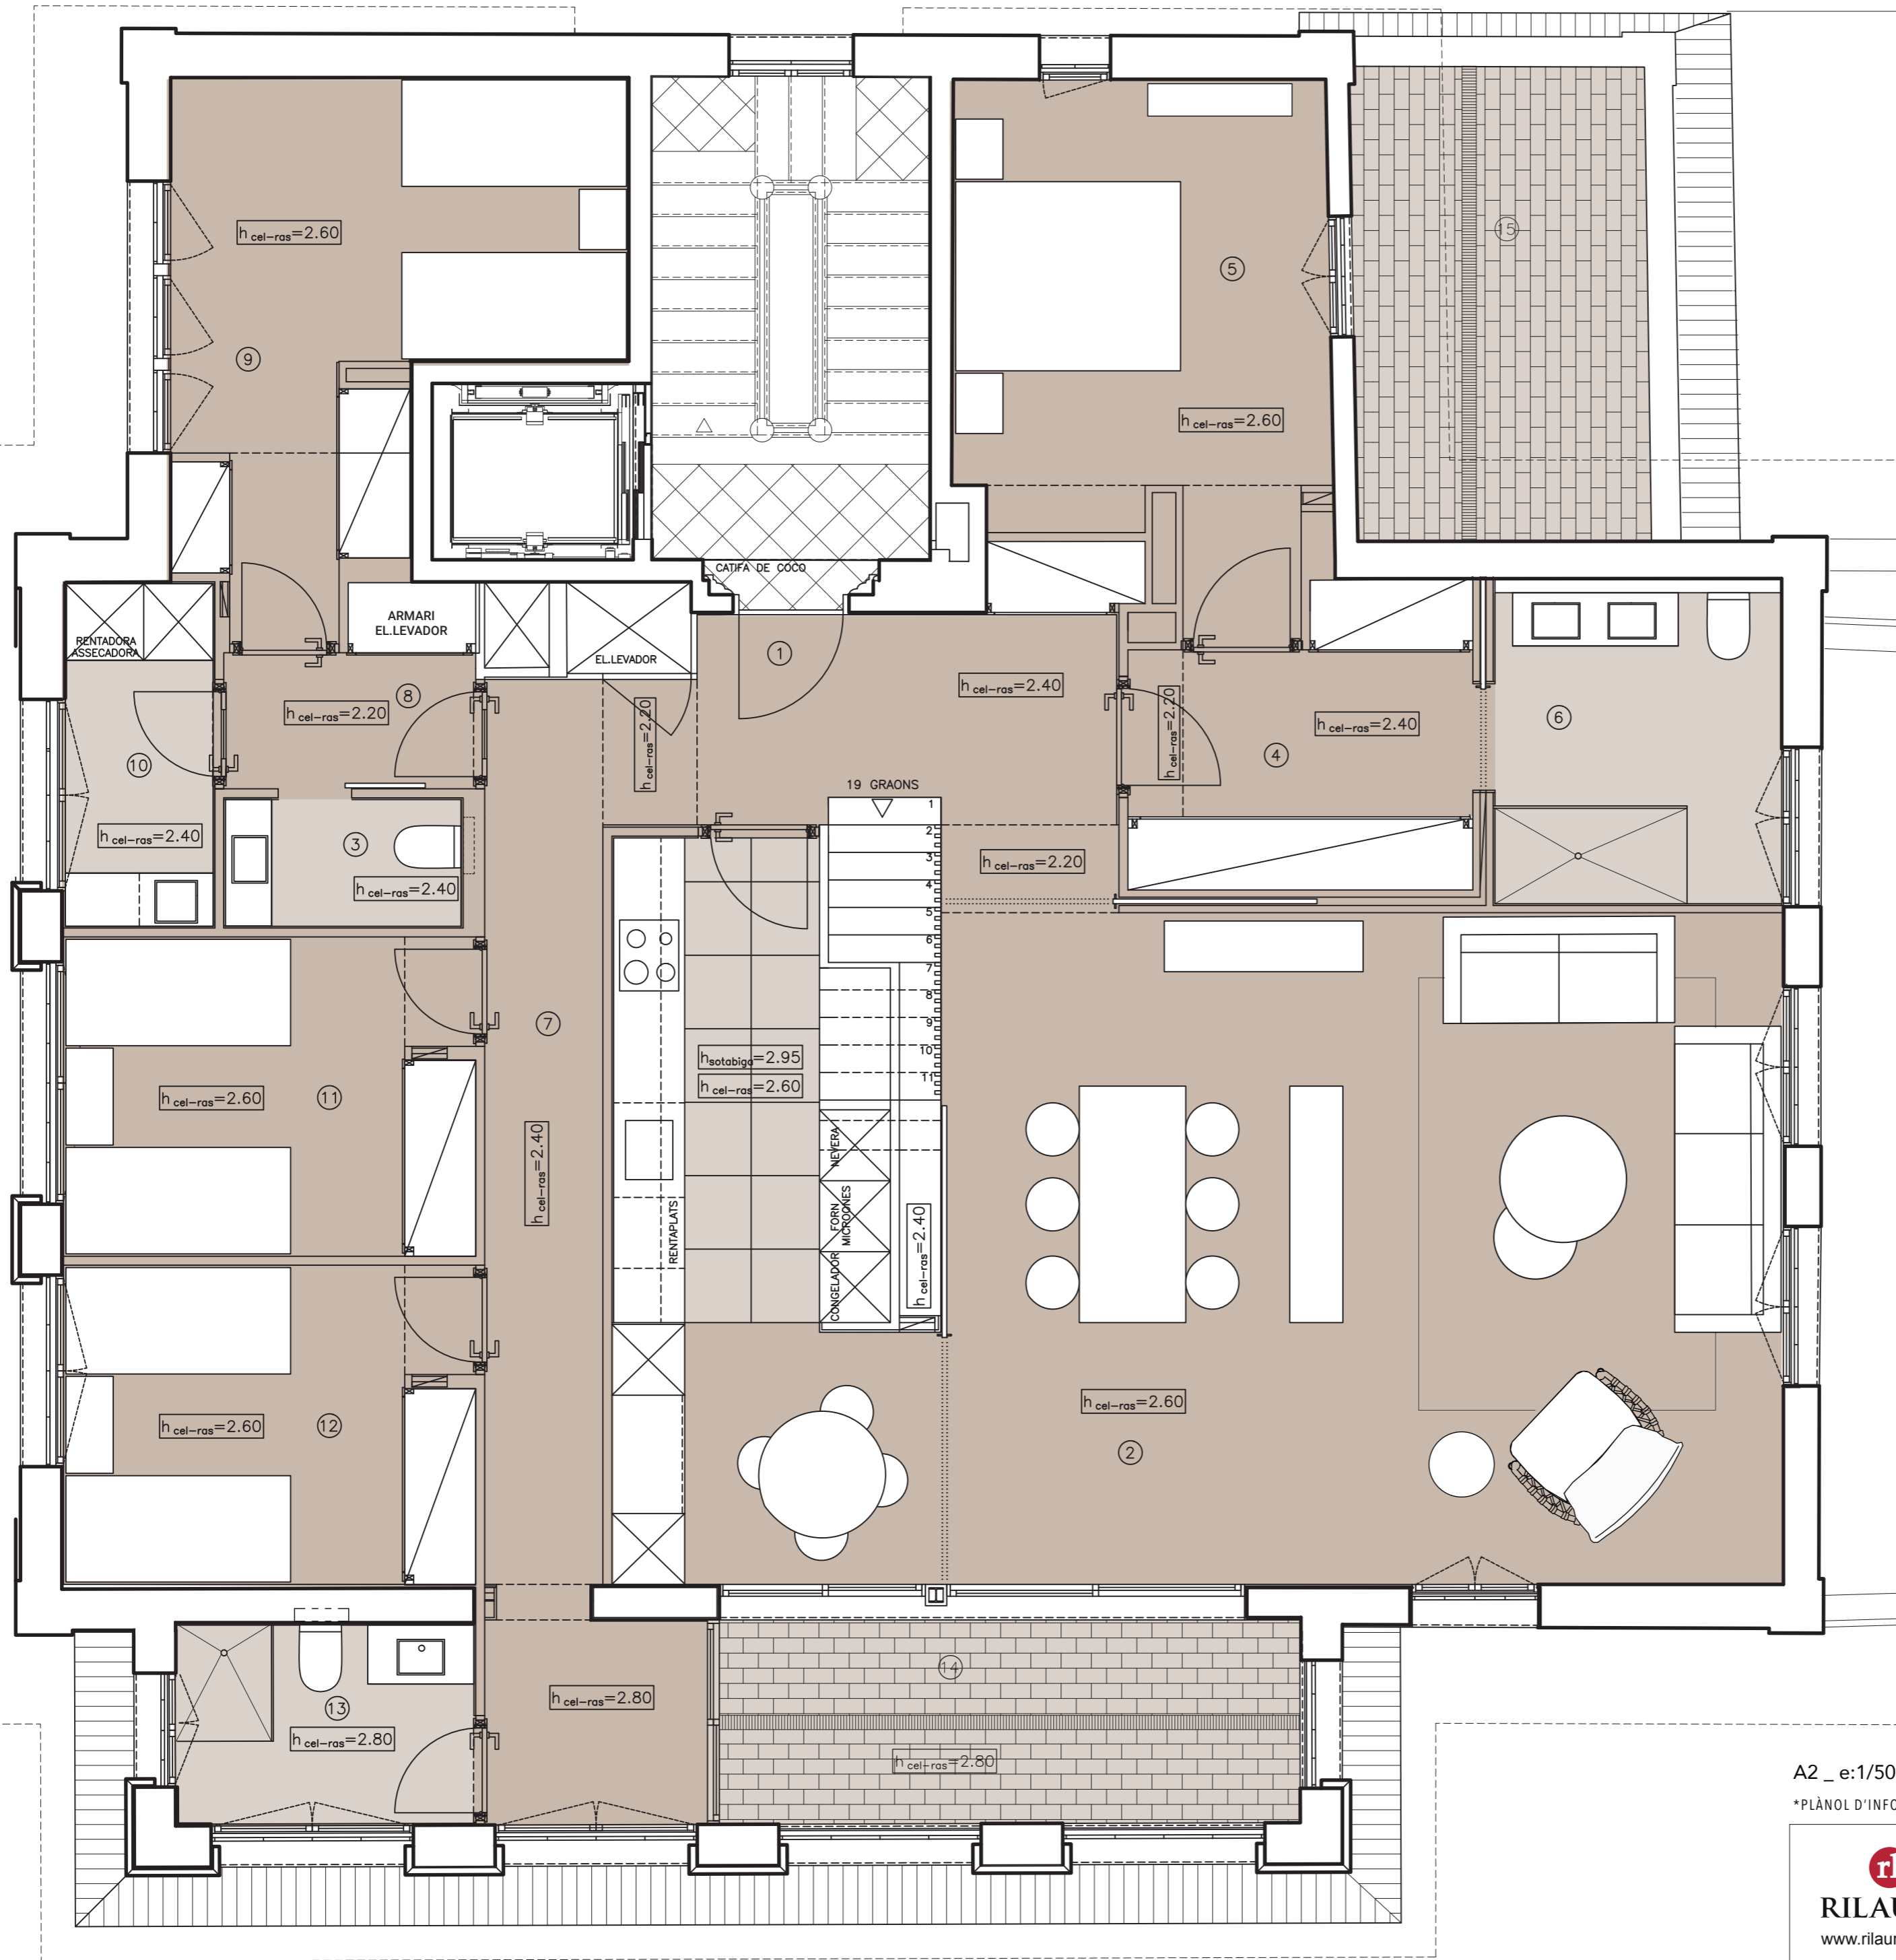 h cel-ras=2.60
15
5
9
h cel-ras=2.60
CATIFA DE COCO
ARMARI
EL.LEVADOR
RENTADORA
ASSECADORA
EL.LEVADOR
1
8
h cel-ras=2.40
h cel-ras=2.20
h cel-ras=2.20
h cel-ras=2.20
h cel-ras=2.40
6
4
10
19 GRAONS
1
2
3
4
5
6
7
8
9
10
11
h cel-ras=2.40
3
h cel-ras=2.40
h cel-ras=2.20
7
hsotabiga=2.95
h cel-ras=2.60
h cel-ras=2.60
11
h cel-ras=2.40
NEVERA
FORN
MICROONES
CONGELADOR
RENTAPLATS
h cel-ras=2.40
h cel-ras=2.60
2
h cel-ras=2.60
12
14
13
h cel-ras=2.80
h cel-ras=2.80
h cel-ras=2.80
A2 _ e:1/50
*PLÀNOL D'INFO
rl
RILAU
www.rilau